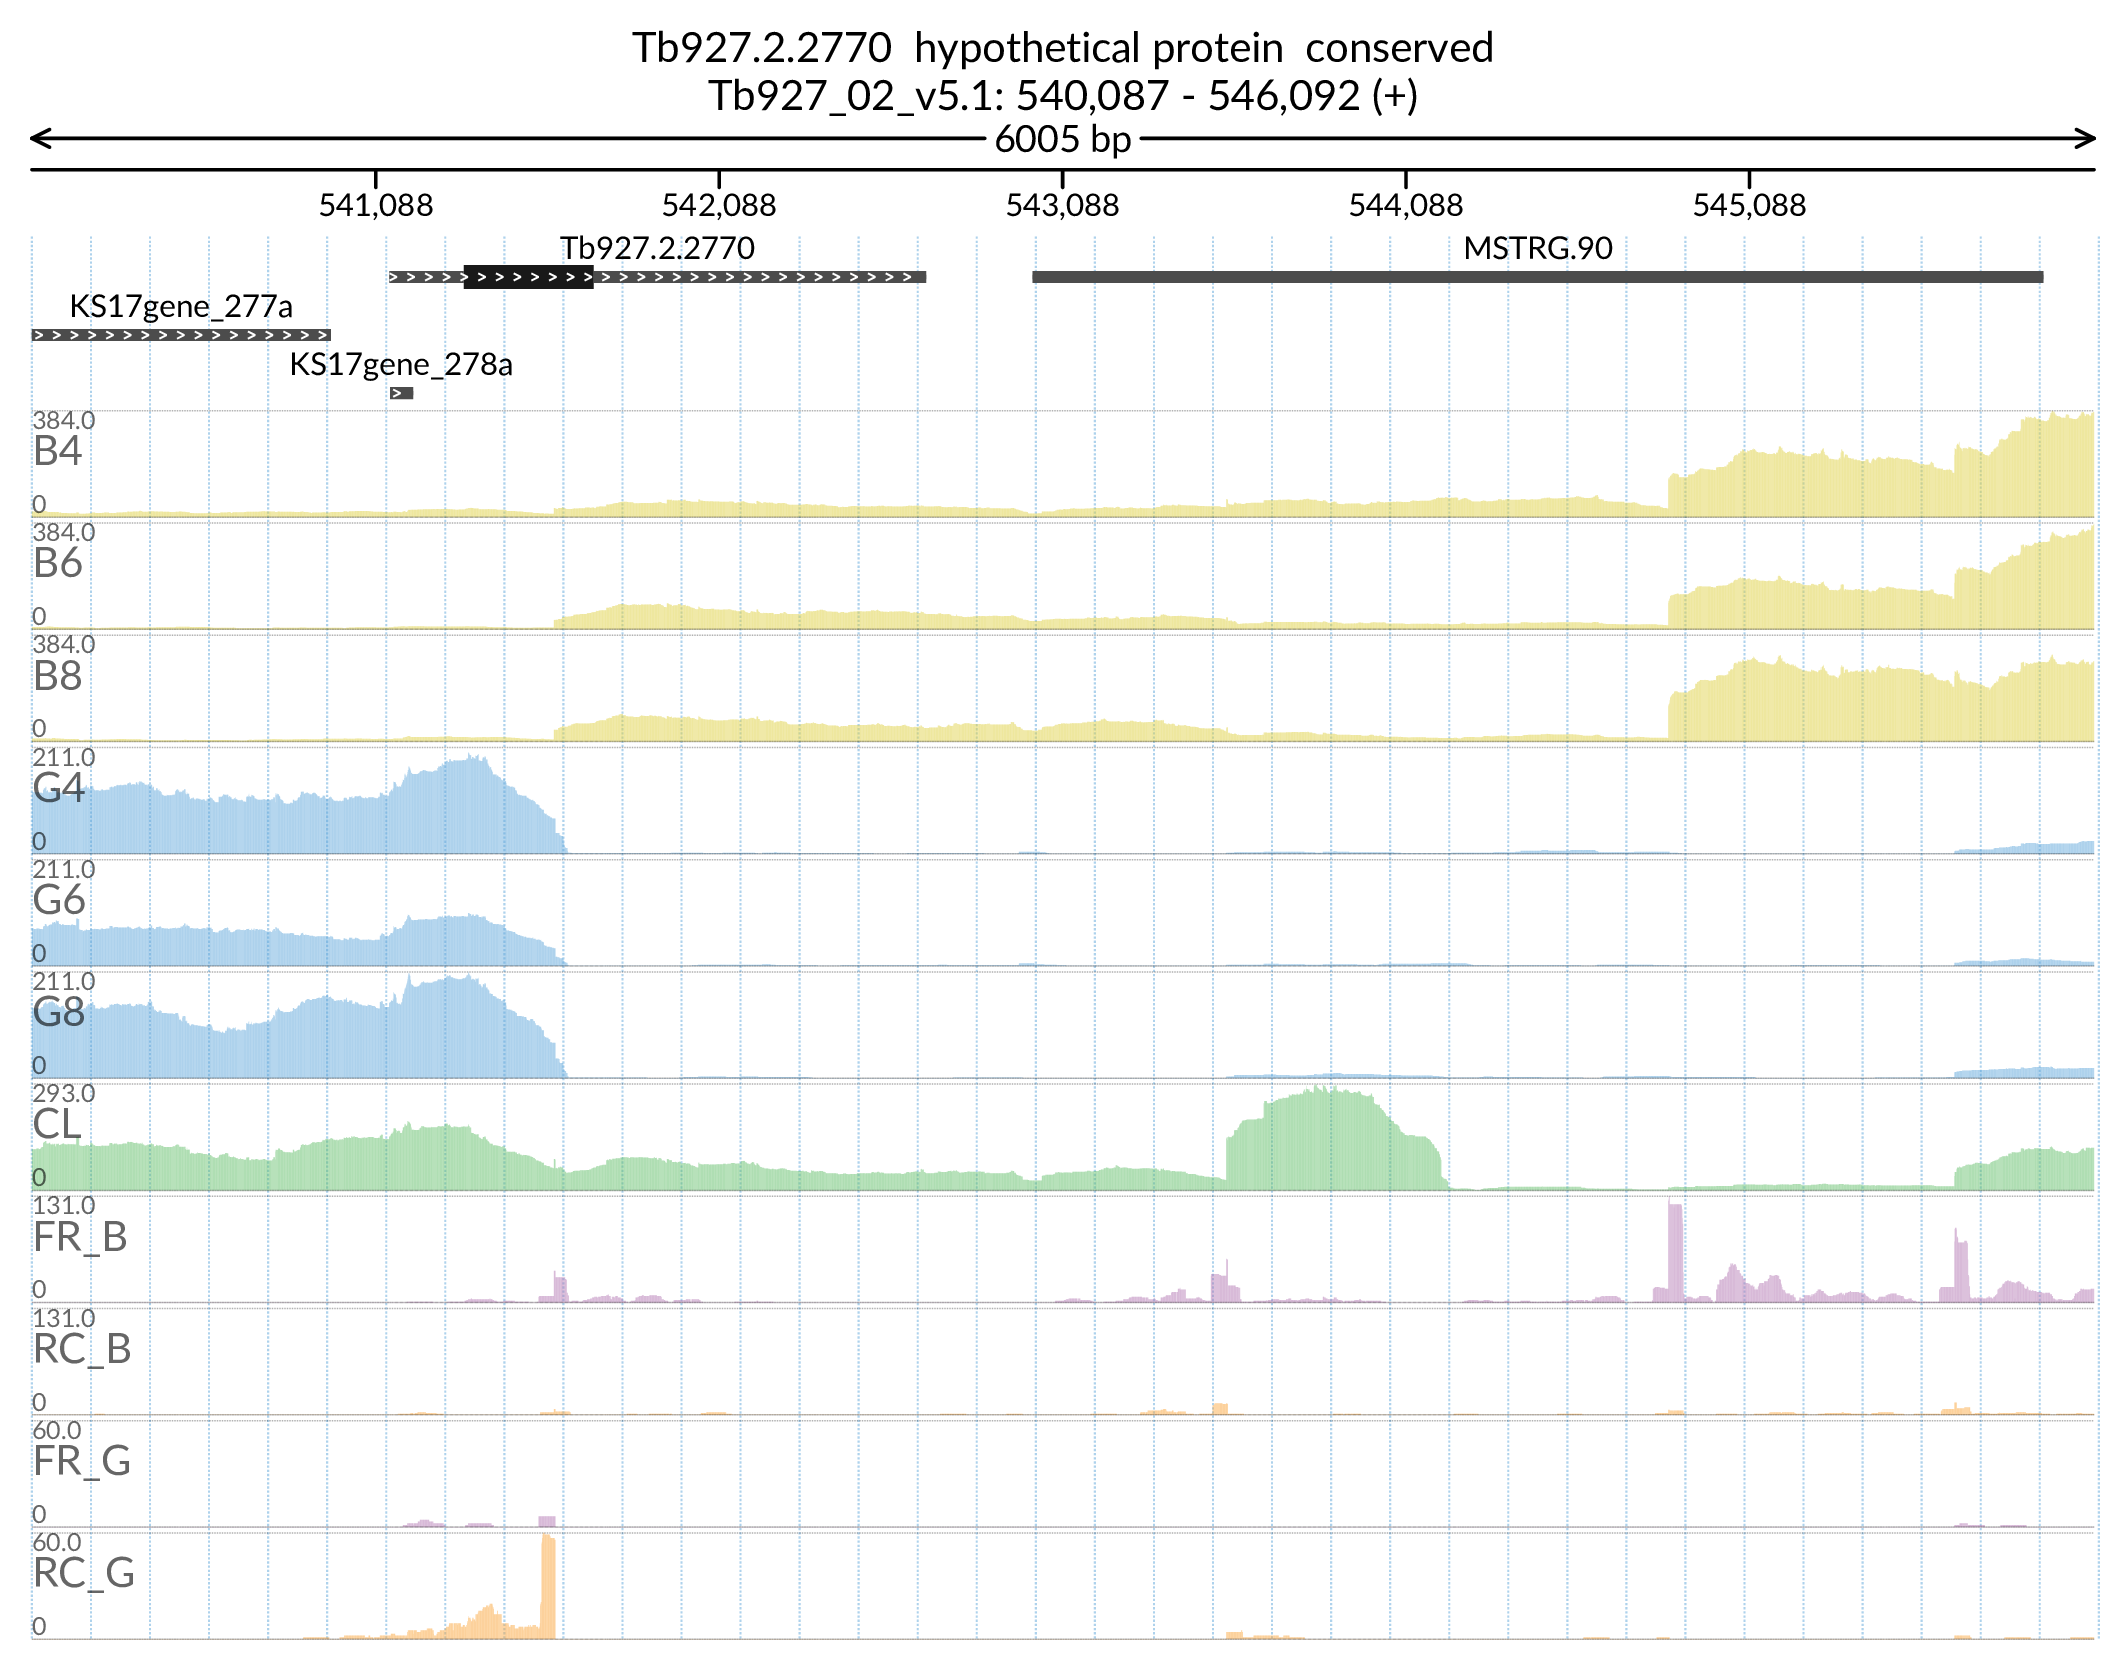 Tb927.2.2770 hypothetical protein conserved
Tb927_02_v5.1: 540,087 - 546,092 (+)
6005 bp
541,088 542,088 543,088 544,088 545,088
Tb927.2.2770 MSTRG.90
KS17gene_277a
KS17gene_278a
384.0
B4
0
384.0
B6
0
384.0
B8
0
211.0
G4
0
211.0
G6
0
211.0
G8
0
293.0
CL
0
131.0
FR_B
0
131.0
RC_B
0
60.0
FR_G
0
60.0
RC_G
0